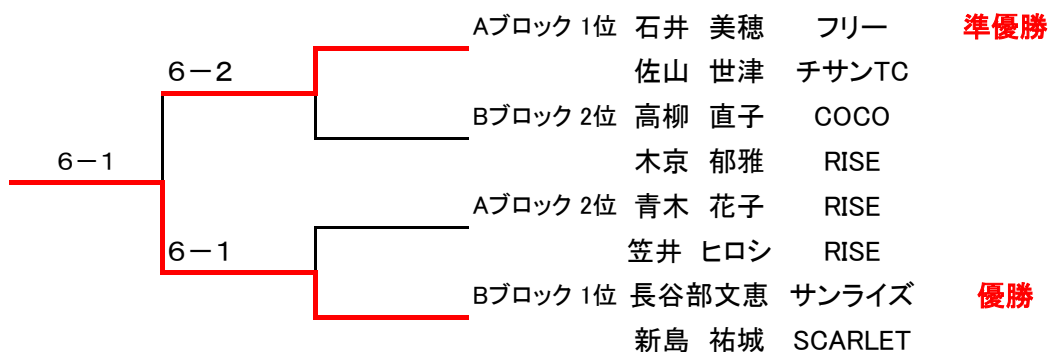 Aブロック 1位 石井 美穂 フリー 準優勝
6－2 佐山 世津 チサンTC
Bブロック 2位 高柳 直子 COCO
6－1 木京 郁雅 RISE
Aブロック 2位 青木 花子 RISE
6－1 笠井 ヒロシ RISE
Bブロック 1位 長谷部文恵 サンライズ 優勝
新島 祐城 SCARLET